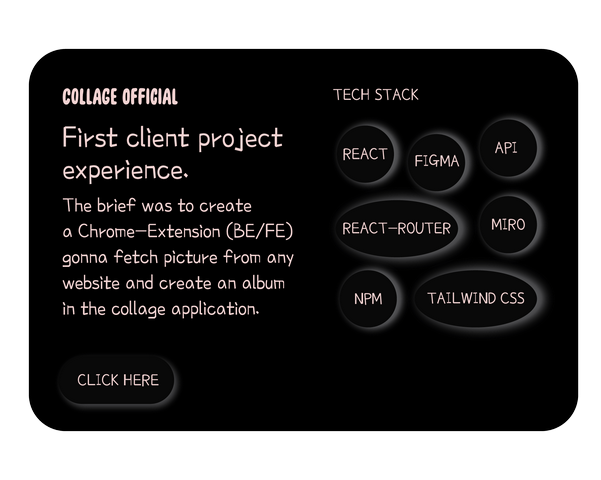 COLLAGE OFFICIAL
First client project
experience.
The brief was to create
a Chrome-Extension (BE/FE)
gonna fetch picture from any
website and create an album
in the collage application.
CLICK HERE
TECH STACK
REACT
FIGMA
API
REACT-ROUTER
MIRO
NPM
TAILWIND CSS